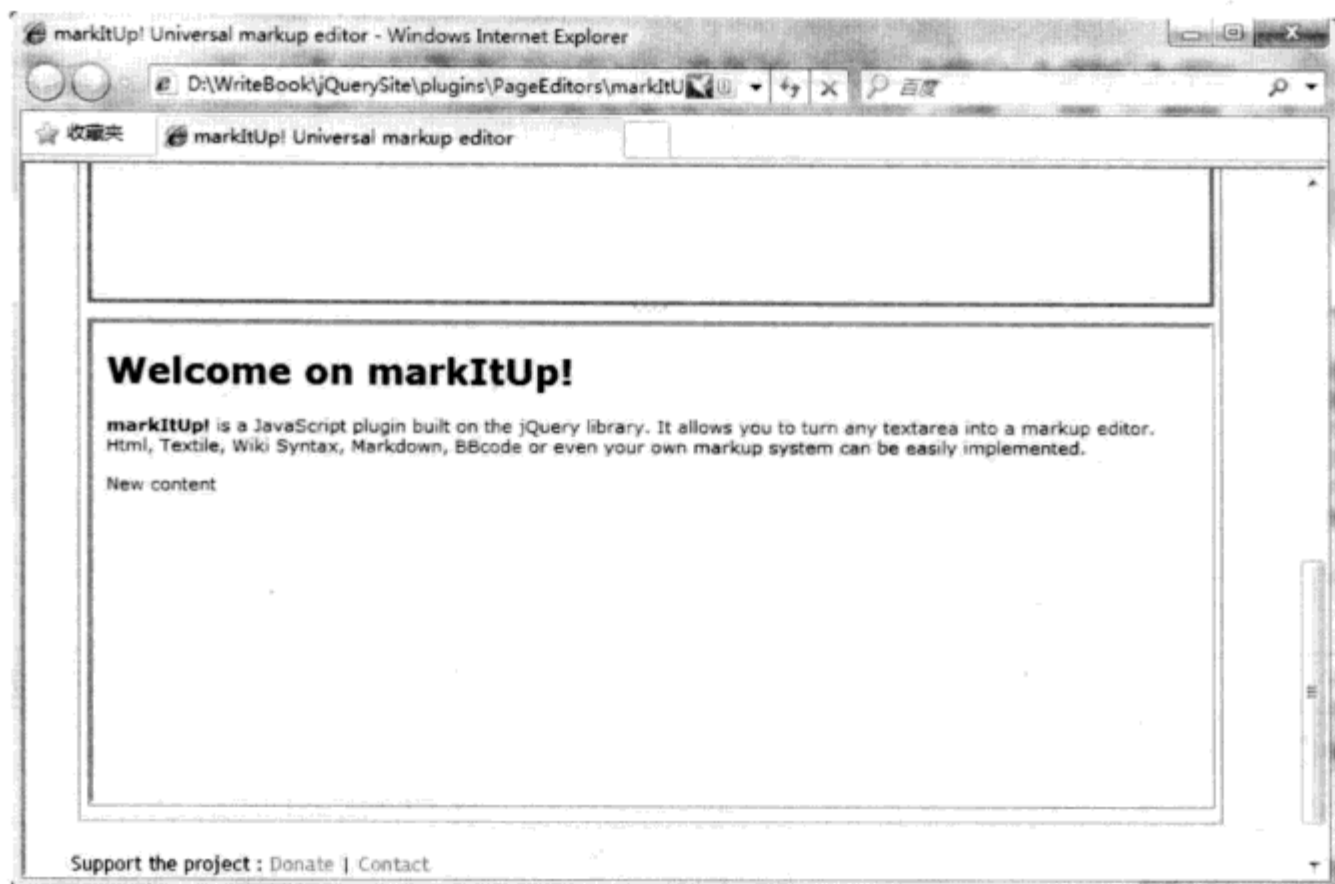 markItUp! Universal markup editor - Windows Internet Explorer
D:\WriteBook\jQuerySite\plugins\PageEditors\markItU
百度
收藏夹
markItUp! Universal markup editor
Welcome on markItUp!
markItUp! is a JavaScript plugin built on the jQuery library. It allows you to turn any textarea into a markup editor.
Html, Textile, Wiki Syntax, Markdown, BBcode or even your own markup system can be easily implemented.
New content
Support the project : Donate | Contact